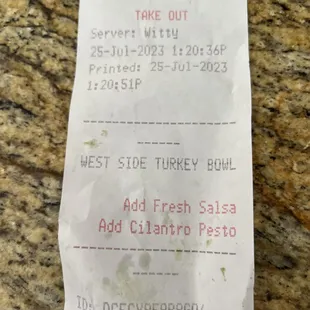 TAKE OUT
Server: Witty
25-Jul-2023 1:20:36P
Printed: 25-Jul-2023
1:20:51P
--------------------
------
WEST SIDE TURKEY BOWL
Add Fresh Salsa
Add Cilantro Pesto
--------------------
------
ID: